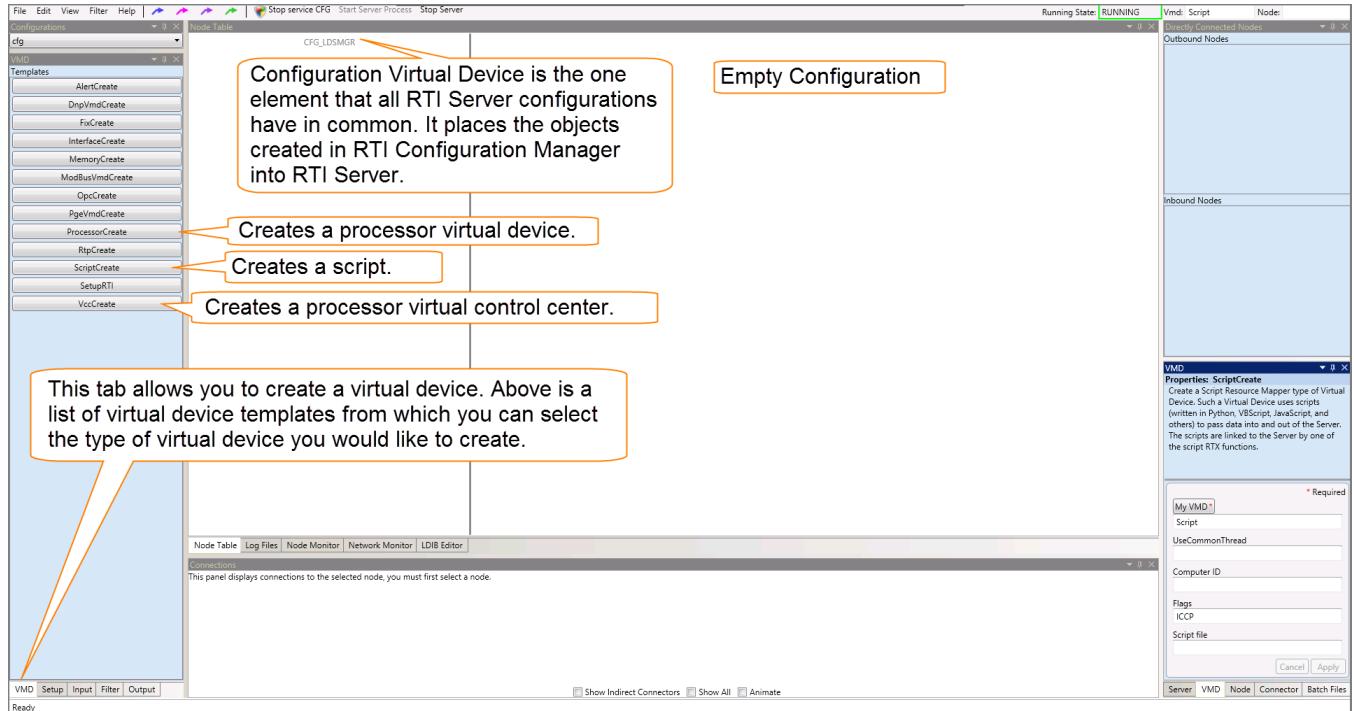 File Edit View Filter Help Stop service CFG Start Server Process Stop Server Running State: RUNNING Vmd: Script Node:
Configurations
cfg
VMD
Templates
AlertCreate
DnpVmdCreate
FixCreate
InterfaceCreate
MemoryCreate
ModBusVmdCreate
OpcCreate
PgeVmdCreate
ProcessorCreate
RtpCreate
ScriptCreate
SetupRTI
VccCreate
Node Table
CFG_LDSMGR
Configuration Virtual Device is the one
element that all RTI Server configurations
have in common. It places the objects
created in RTI Configuration Manager
into RTI Server.
Empty Configuration
Creates a processor virtual device.
Creates a script.
Creates a processor virtual control center.
This tab allows you to create a virtual device. Above is a
list of virtual device templates from which you can select
the type of virtual device you would like to create.
VMD Setup Input Filter Output
Node Table Log Files Node Monitor Network Monitor LDIB Editor
Connections
This panel displays connections to the selected node, you must first select a node.
Show Indirect Connectors Show All Animate
Directly Connected Nodes
Outbound Nodes
Inbound Nodes
VMD
Properties: ScriptCreate
Create a Script Resource Mapper type of Virtual
Device. Such a Virtual Device uses scripts
(written in Python, VBScript, JavaScript, and
others) to pass data into and out of the Server.
The scripts are linked to the Server by one of
the script RTX functions.
* Required
My VMD *
Script
UseCommonThread
Computer ID
Flags
ICCP
Script file
Cancel Apply
Server VMD Node Connector Batch Files
Ready